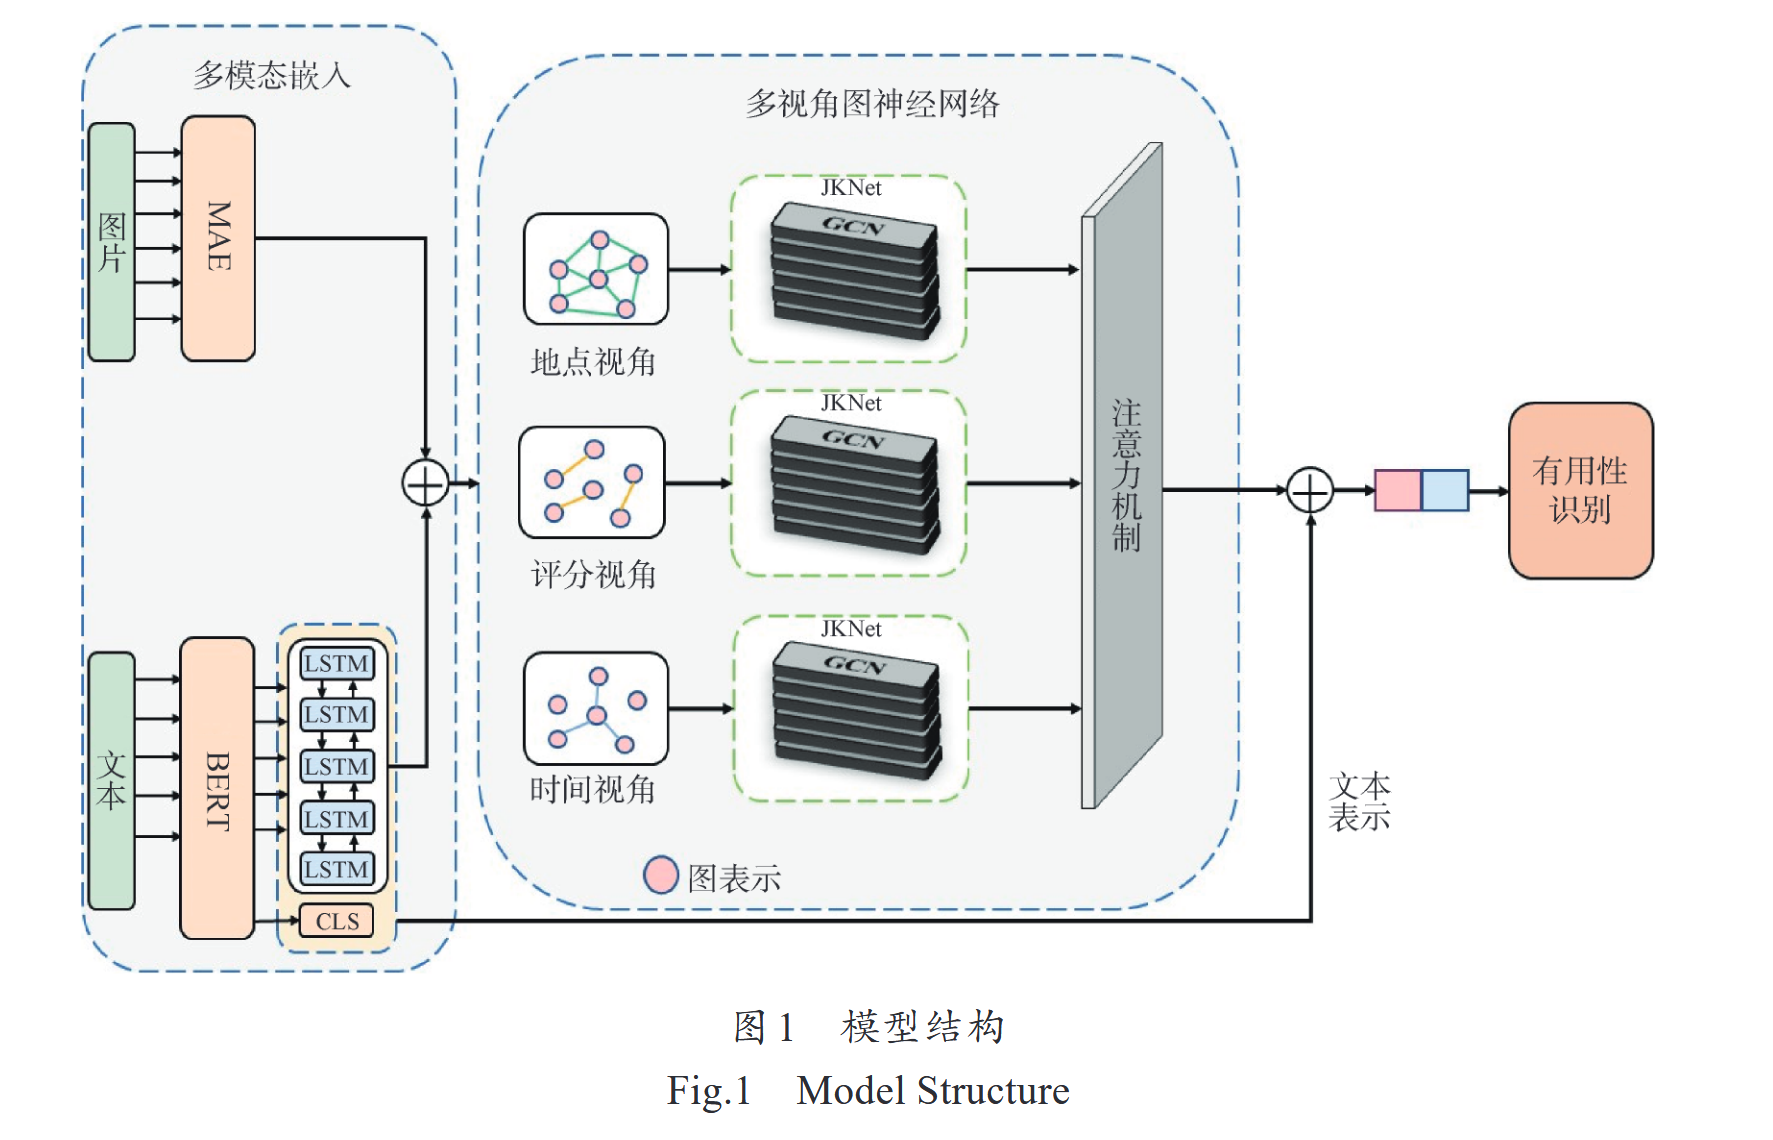 多模态嵌入
图片
MAE
文本
BERT
LSTM
LSTM
LSTM
LSTM
LSTM
CLS
多视角图神经网络
地点视角
JKNet
GCN
评分视角
JKNet
GCN
时间视角
JKNet
GCN
图表示
注意力机制
文本
表示
有用性
识别
图 1 模型结构
Fig.1 Model Structure